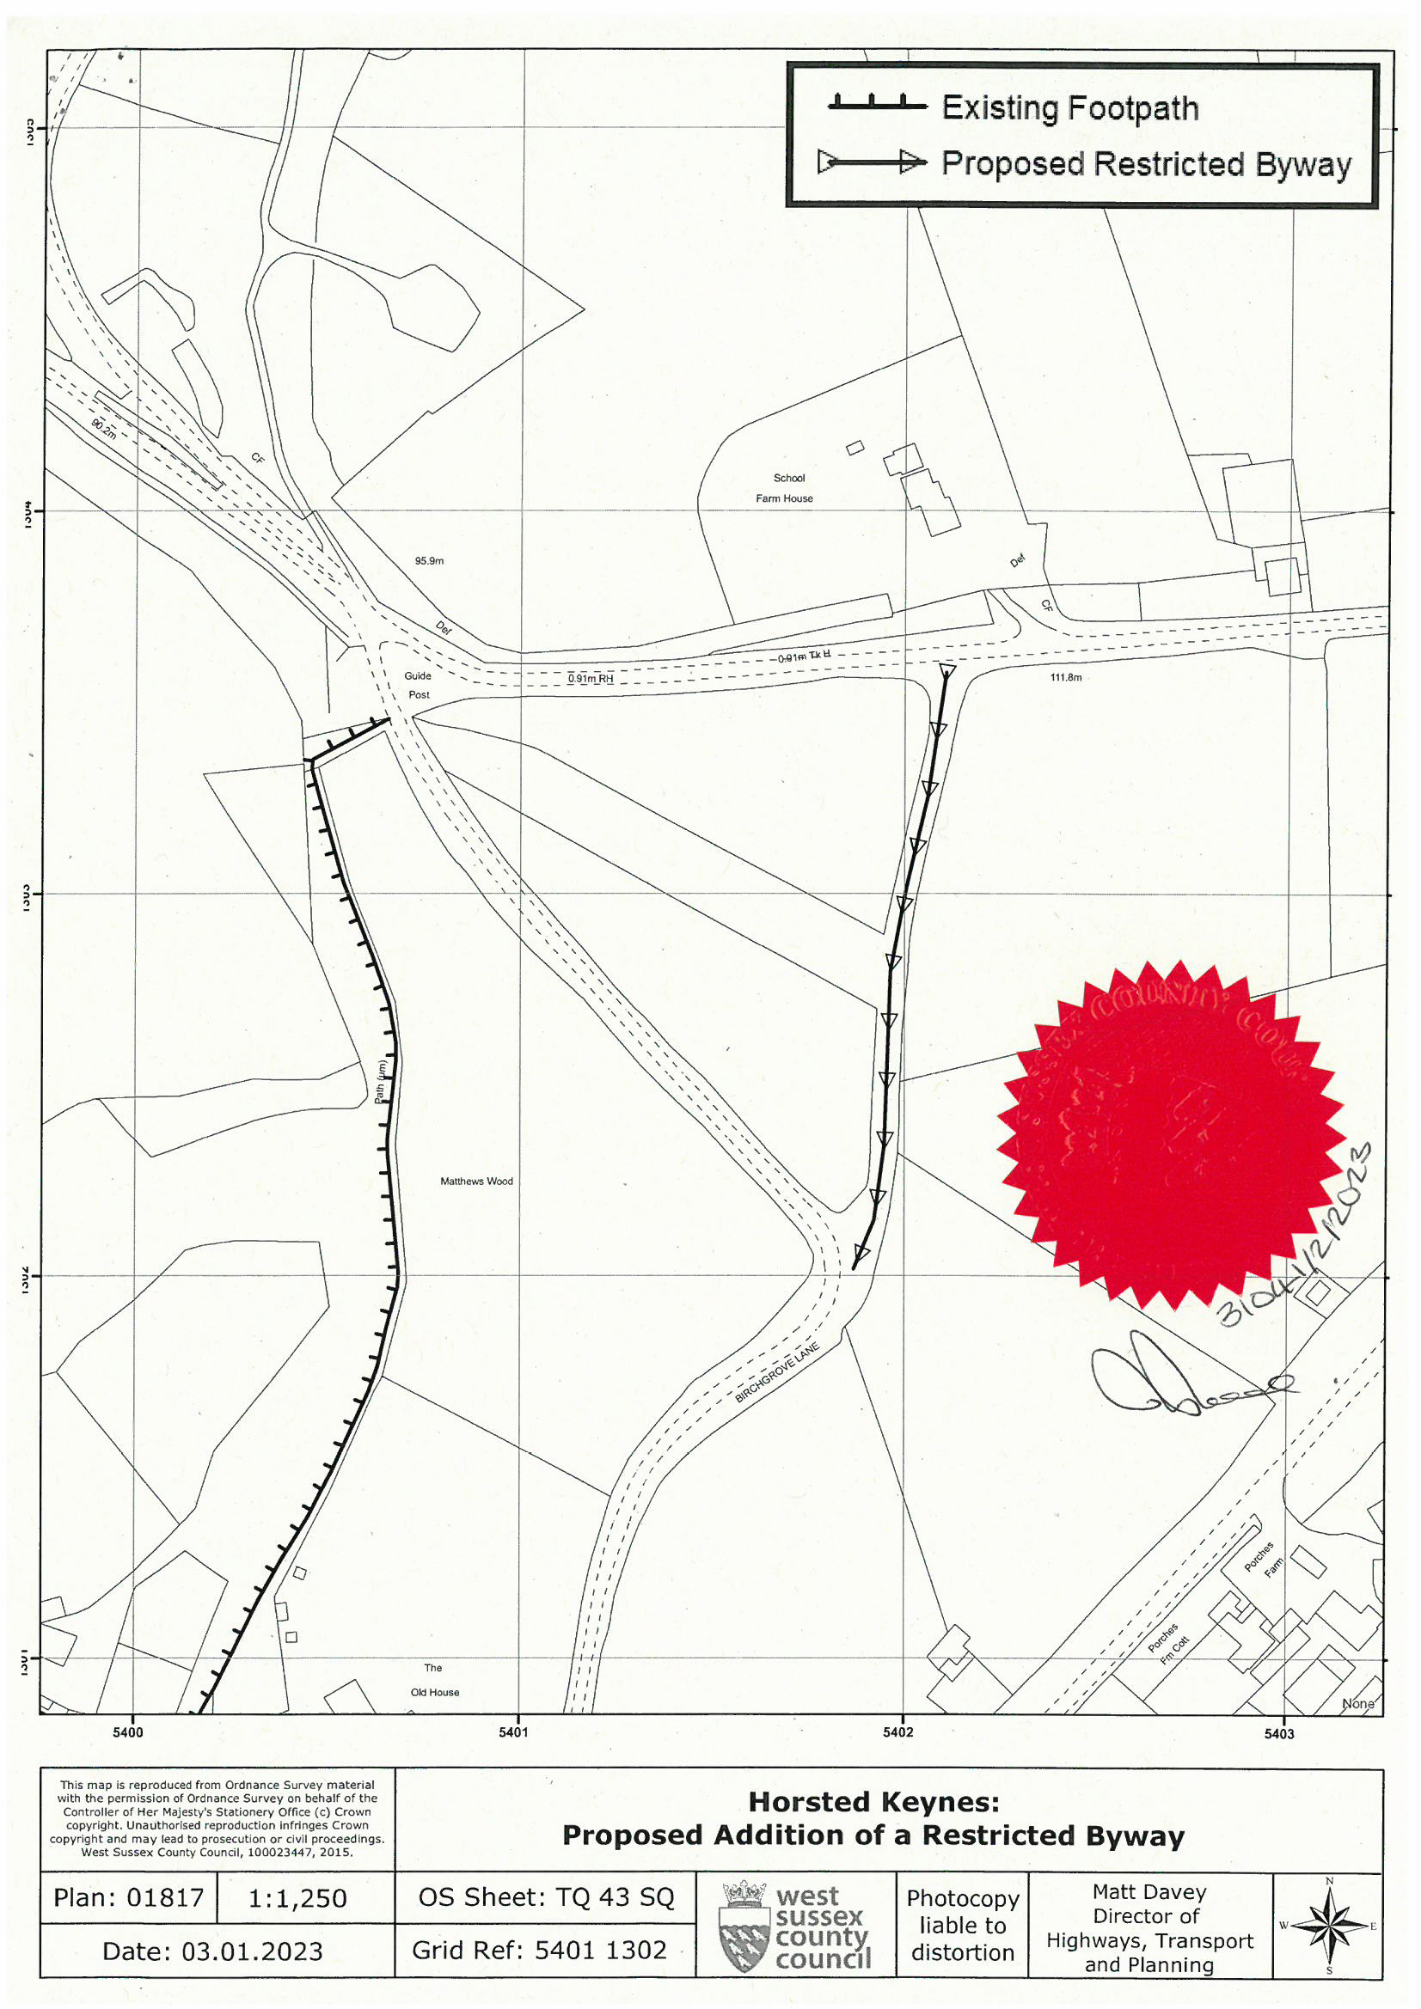 Existing Footpath
Proposed Restricted Byway
90.2m
CF
School
Farm House
95.9m
Def
Def
CF
0.91m Tk H
Guide
Post
0.91m RH
111.8m
Path (um)
Matthews Wood
3104/1/2/2023
BIRCHGROVE LANE
Porches
Farm
Porches
Fm Cott
The
Old House
None
5400
5401
5402
5403
This map is reproduced from Ordnance Survey material
with the permission of Ordnance Survey on behalf of the
Controller of Her Majesty's Stationery Office (c) Crown
copyright. Unauthorised reproduction infringes Crown
copyright and may lead to prosecution or civil proceedings.
West Sussex County Council, 100023447, 2015.
Horsted Keynes:
Proposed Addition of a Restricted Byway
Plan: 01817
1:1,250
OS Sheet: TQ 43 SQ
Date: 03.01.2023
Grid Ref: 5401 1302
west
sussex
county
council
Photocopy
liable to
distortion
Matt Davey
Director of
Highways, Transport
and Planning
N
W
E
S